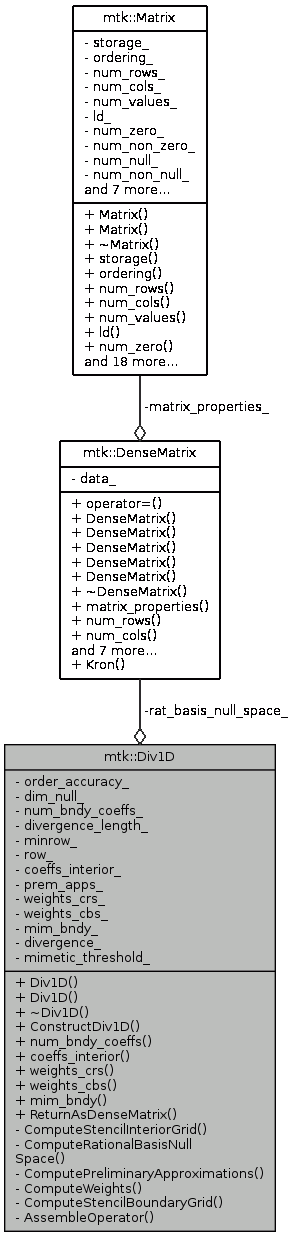 mtk::Matrix
- storage_
- ordering_
- num_rows_
- num_cols_
- num_values_
- ld_
- num_zero_
- num_non_zero_
- num_null_
- num_non_null_
and 7 more...
+ Matrix()
+ Matrix()
+ ~Matrix()
+ storage()
+ ordering()
+ num_rows()
+ num_cols()
+ num_values()
+ ld()
+ num_zero()
and 18 more...
-matrix_properties_
mtk::DenseMatrix
- data_
+ operator=()
+ DenseMatrix()
+ DenseMatrix()
+ DenseMatrix()
+ DenseMatrix()
+ DenseMatrix()
+ ~DenseMatrix()
+ matrix_properties()
+ num_rows()
+ num_cols()
and 7 more...
+ Kron()
-rat_basis_null_space_
mtk::Div1D
- order_accuracy_
- dim_null_
- num_bndy_coeffs_
- divergence_length_
- minrow_
- row_
- coeffs_interior_
- prem_apps_
- weights_crs_
- weights_cbs_
- mim_bndy_
- divergence_
- mimetic_threshold_
+ Div1D()
+ Div1D()
+ ~Div1D()
+ ConstructDiv1D()
+ num_bndy_coeffs()
+ coeffs_interior()
+ weights_crs()
+ weights_cbs()
+ mim_bndy()
+ ReturnAsDenseMatrix()
- ComputeStencilInteriorGrid()
- ComputeRationalBasisNull
Space()
- ComputePreliminaryApproximations()
- ComputeWeights()
- ComputeStencilBoundaryGrid()
- AssembleOperator()